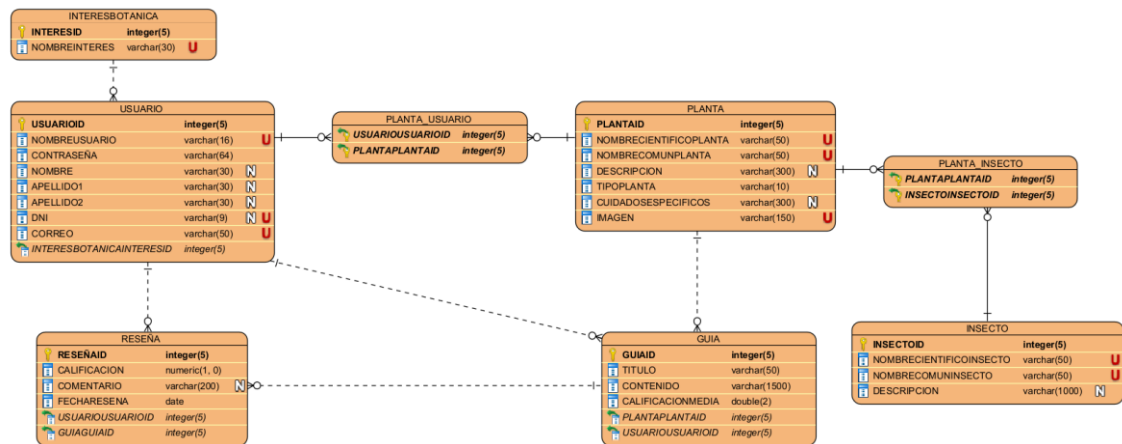 INTERESBOTANICA
INTERESID integer(5)
NOMBREINTERES varchar(30) U
USUARIO
USUARIOID integer(5)
NOMBREUSUARIO varchar(16) U
CONTRASEÑA varchar(64)
NOMBRE varchar(30) N
APELLIDO1 varchar(30) N
APELLIDO2 varchar(30) N
DNI varchar(9) N U
CORREO varchar(50) U
INTERESBOTANICAINTERESID integer(5)
PLANTA_USUARIO
USUARIOUSUARIOID integer(5)
PLANTAPLANTAID integer(5)
PLANTA
PLANTAID integer(5)
NOMBRECIENTIFICOPLANTA varchar(50) U
NOMBRECOMUNPLANTA varchar(50) U
DESCRIPCION varchar(300) N
TIPOPLANTA varchar(10)
CUIDADOSESPECIFICOS varchar(300) N
IMAGEN varchar(150) U
PLANTA_INSECTO
PLANTAPLANTAID integer(5)
INSECTOINSECTOID integer(5)
RESEÑA
RESEÑAID integer(5)
CALIFICACION numeric(1, 0)
COMENTARIO varchar(200) N
FECHARESENA date
USUARIOUSUARIOID integer(5)
GUIAGUIAID integer(5)
GUIA
GUIAID integer(5)
TITULO varchar(50)
CONTENIDO varchar(1500)
CALIFICACIONMEDIA double(2)
PLANTAPLANTAID integer(5)
USUARIOUSUARIOID integer(5)
INSECTO
INSECTOID integer(5)
NOMBRECIENTIFICOINSECTO varchar(50) U
NOMBRECOMUNINSECTO varchar(50) U
DESCRIPCION varchar(1000) N